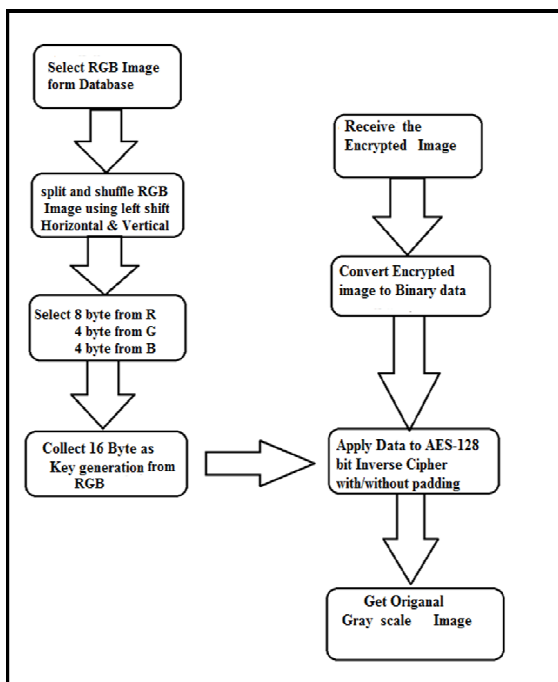 Select RGB Image
form Database
split and shuffle RGB
Image using left shift
Horizontal & Vertical
Select 8 byte from R
4 byte from G
4 byte from B
Collect 16 Byte as
Key generation from
RGB
Receive the
Encrypted Image
Convert Encrypted
image to Binary data
Apply Data to AES-128
bit Inverse Cipher
with/without padding
Get Origanal
Gray scale Image